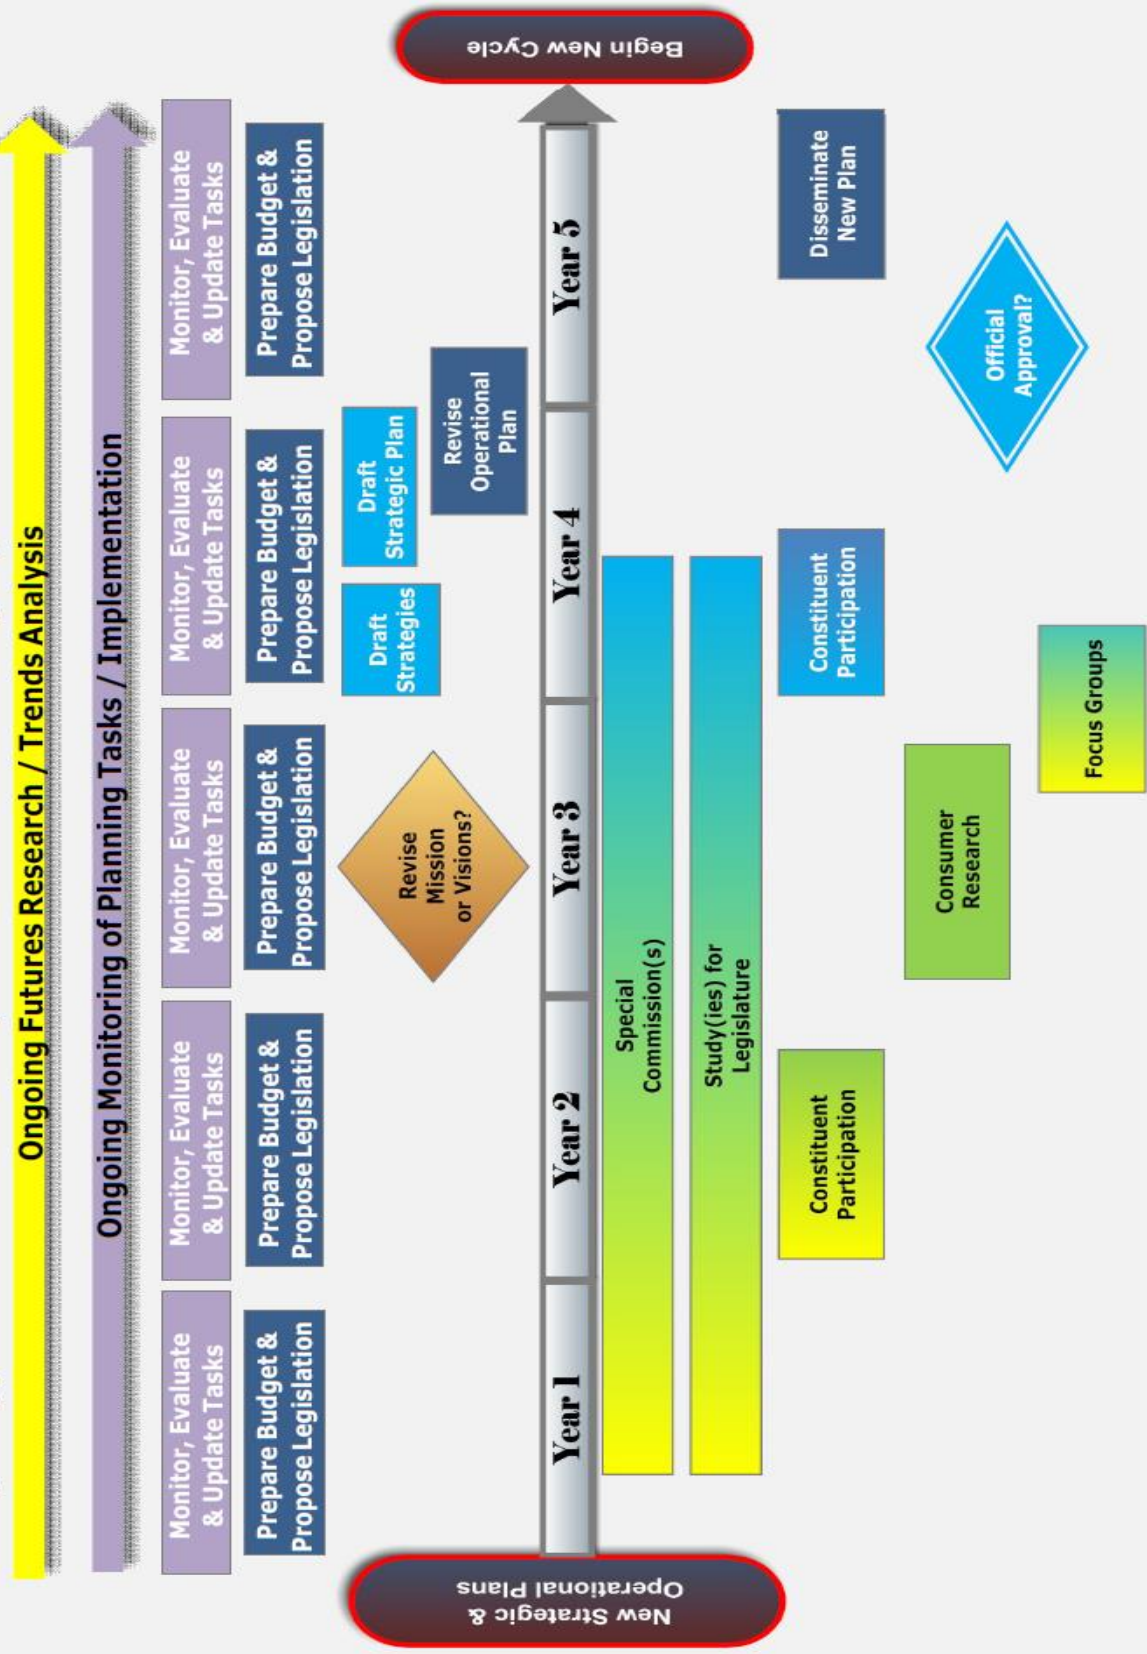 Ongoing Futures Research / Trends Analysis
Ongoing Monitoring of Planning Tasks / Implementation
Monitor, Evaluate
& Update Tasks
Monitor, Evaluate
& Update Tasks
Monitor, Evaluate
& Update Tasks
Monitor, Evaluate
& Update Tasks
Monitor, Evaluate
& Update Tasks
Prepare Budget &
Propose Legislation
Prepare Budget &
Propose Legislation
Prepare Budget &
Propose Legislation
Prepare Budget &
Propose Legislation
Prepare Budget &
Propose Legislation
Revise
Mission
or Visions?
Draft
Strategies
Draft
Strategic Plan
Revise
Operational
Plan
New Strategic &
Operational Plans
Year 1
Year 2
Year 3
Year 4
Year 5
Begin New Cycle
Special
Commission(s)
Study(ies) for
Legislature
Constituent
Participation
Constituent
Participation
Disseminate
New Plan
Consumer
Research
Official
Approval?
Focus Groups